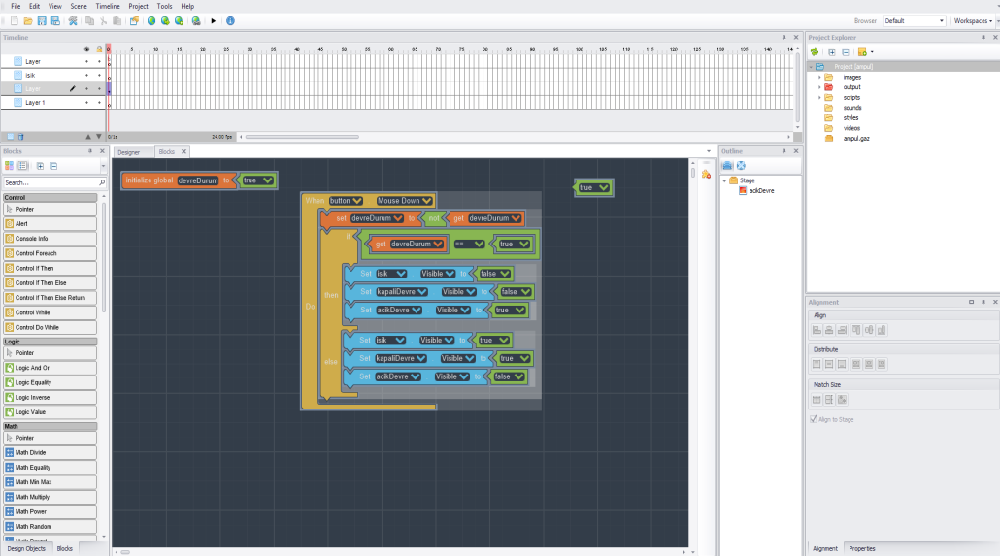 File Edit View Scene Timeline Project Tools Help
Browser Default Workspaces
Timeline
0 5 10 15 20 25 30 35 40 45 50 55 60 65 70 75 80 85 90 95 100 105 110 115 120 125 130 135 140 14
Layer
isik
Layer
Layer 1
0/1s 24.00 fps
Project Explorer
Project [ampul]
images
output
scripts
sounds
styles
videos
ampul.gaz
Blocks
Search...
Control
Pointer
Alert
Console Info
Control Foreach
Control If Then
Control If Then Else
Control If Then Else Return
Control While
Control Do While
Logic
Pointer
Logic And Or
Logic Equality
Logic Inverse
Logic Value
Math
Pointer
Math Divide
Math Equality
Math Min Max
Math Multiply
Math Power
Math Random
Math Round
Design Objects Blocks
Designer Blocks
initialize global devreDurum to true
true
When button Mouse Down
set devreDurum to not get devreDurum
If
get devreDurum == true
Do
then
Set isik Visible to false
Set kapaliDevre Visible to false
Set acikDevre Visible to true
else
Set isik Visible to true
Set kapaliDevre Visible to true
Set acikDevre Visible to false
Outline
Stage
acikDevre
Alignment
Align
Distribute
Match Size
Align to Stage
Alignment Properties